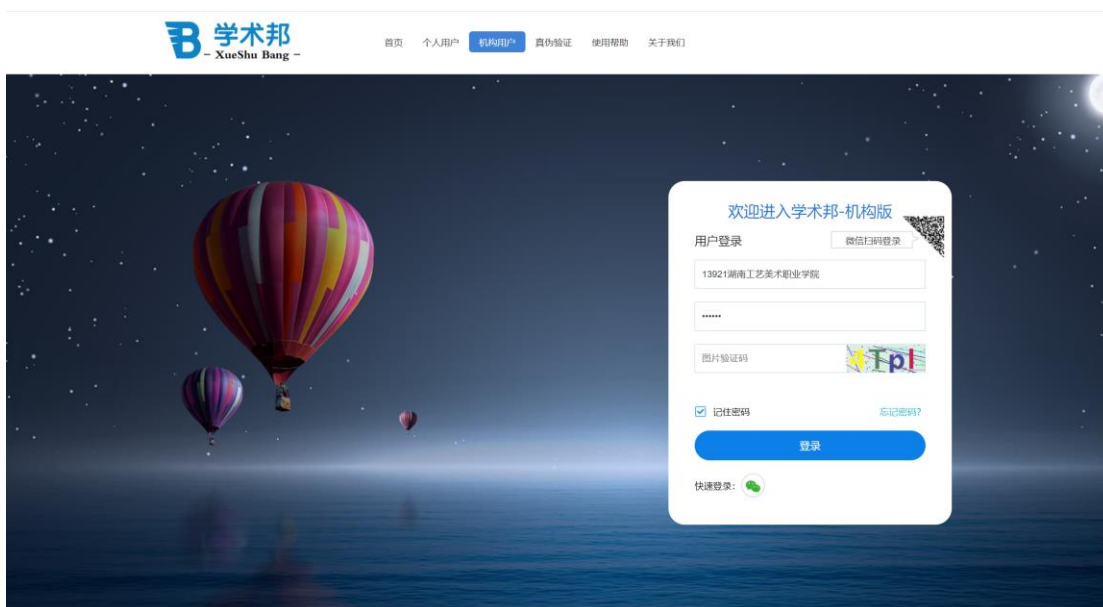 学术邦
- XueShu Bang -
首页 个人用户 机构用户 真伪验证 使用帮助 关于我们
欢迎进入学术邦-机构版
用户登录 微信扫码登录
13921湖南工艺美术职业学院
••••••
图片验证码
记住密码 忘记密码?
登录
快速登录: